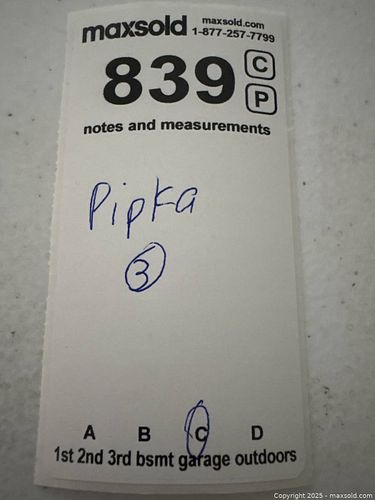 maxsold maxsold.com
1-877-257-7799
839 C
P
notes and measurements
Pipka
3
A B C D
1st 2nd 3rd bsmt garage outdoors
Copyright 2025 - maxsold.com